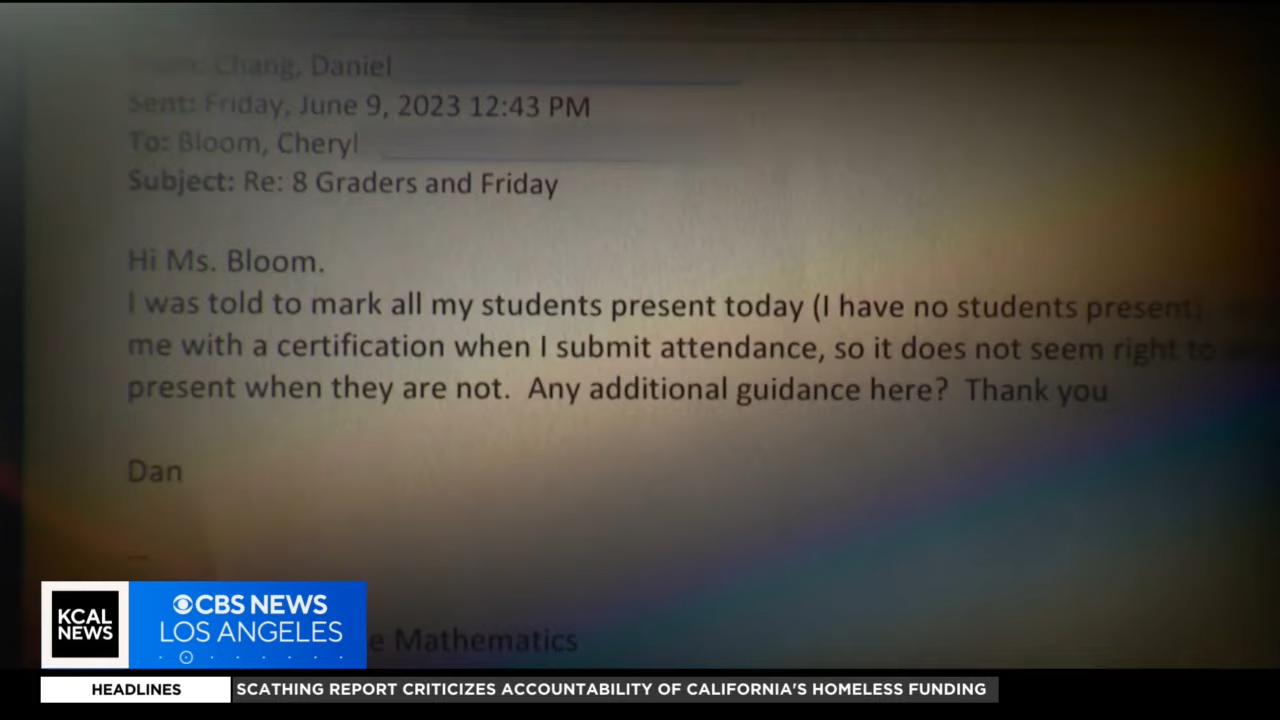 Chang, Daniel
Sent: Friday, June 9, 2023 12:43 PM
To: Bloom, Cheryl
Subject: Re: 8 Graders and Friday
Hi Ms. Bloom.
I was told to mark all my students present today (I have no students present)
me with a certification when I submit attendance, so it does not seem right to
present when they are not. Any additional guidance here? Thank you
Dan
Mathematics
KCAL
NEWS
CBS NEWS
LOS ANGELES
HEADLINES
SCATHING REPORT CRITICIZES ACCOUNTABILITY OF CALIFORNIA'S HOMELESS FUNDING